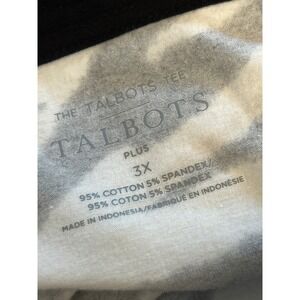 THE TALBOTS TEE
TALBOTS
PLUS
3X
95% COTTON 5% SPANDEX/
95% COTON 5% SPANDEX
MADE IN INDONESIA/FABRIQUÉ EN INDONÉSIE